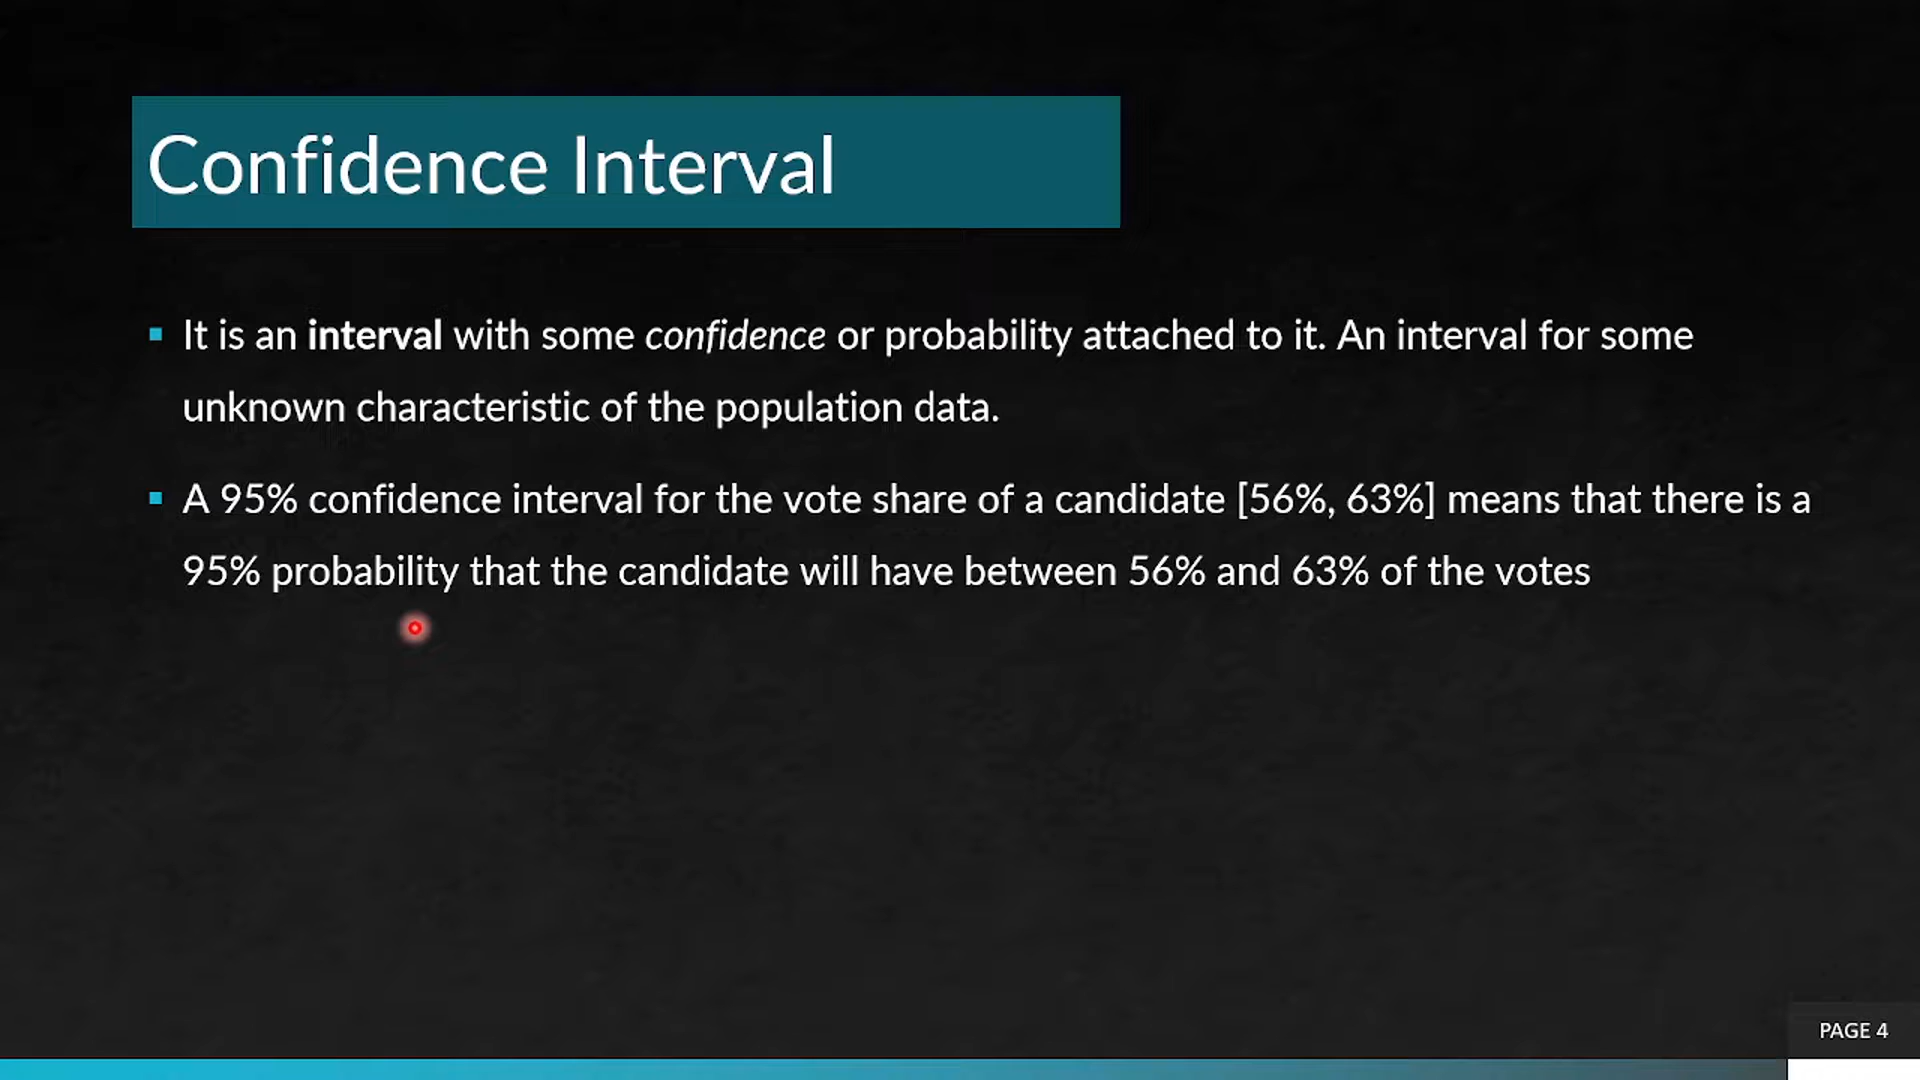 Confidence Interval
It is an interval with some confidence or probability attached to it. An interval for some
unknown characteristic of the population data.
A 95% confidence interval for the vote share of a candidate [56%, 63%] means that there is a
95% probability that the candidate will have between 56% and 63% of the votes
PAGE 4